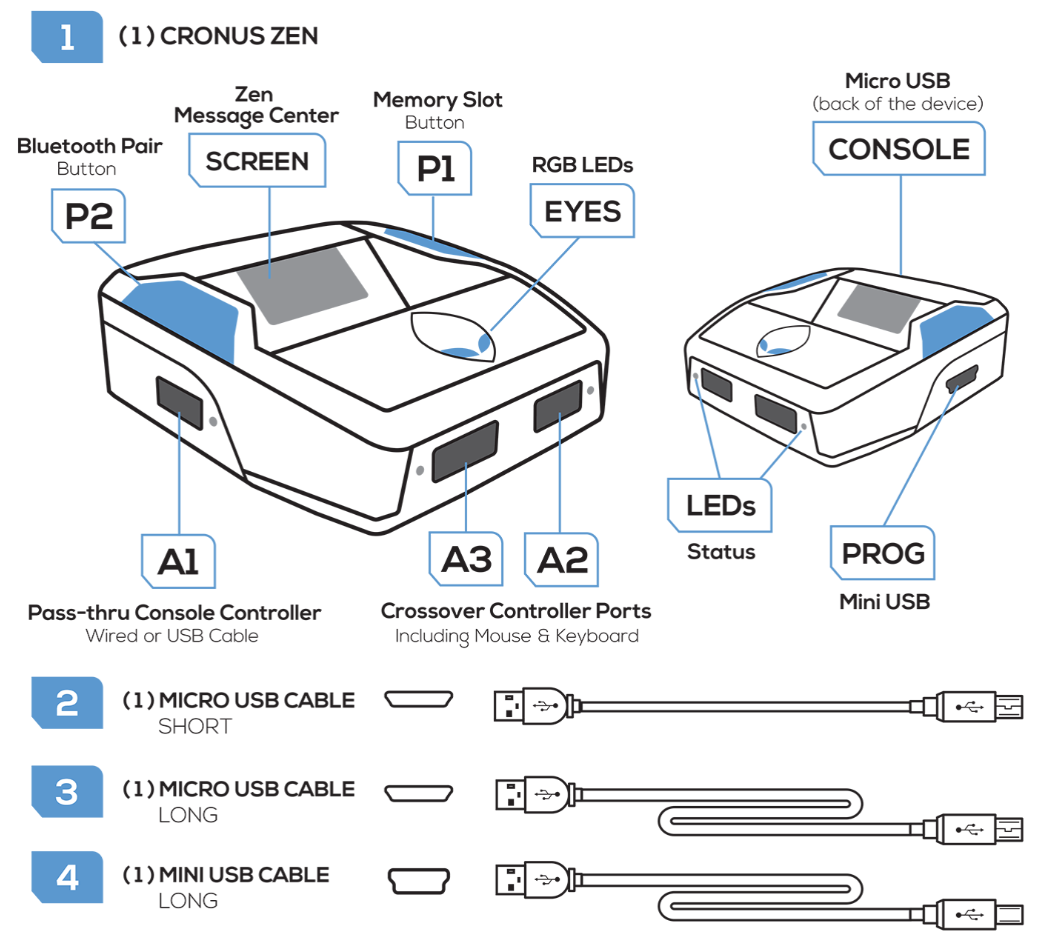 1
(1) CRONUS ZEN
Zen
Message Center
SCREEN
Memory Slot
Button
P1
Bluetooth Pair
Button
P2
RGB LEDs
EYES
Micro USB
(back of the device)
CONSOLE
A1
Pass-thru Console Controller
Wired or USB Cable
A3
A2
Crossover Controller Ports
Including Mouse & Keyboard
LEDs
Status
PROG
Mini USB
2
(1) MICRO USB CABLE
SHORT
3
(1) MICRO USB CABLE
LONG
4
(1) MINI USB CABLE
LONG